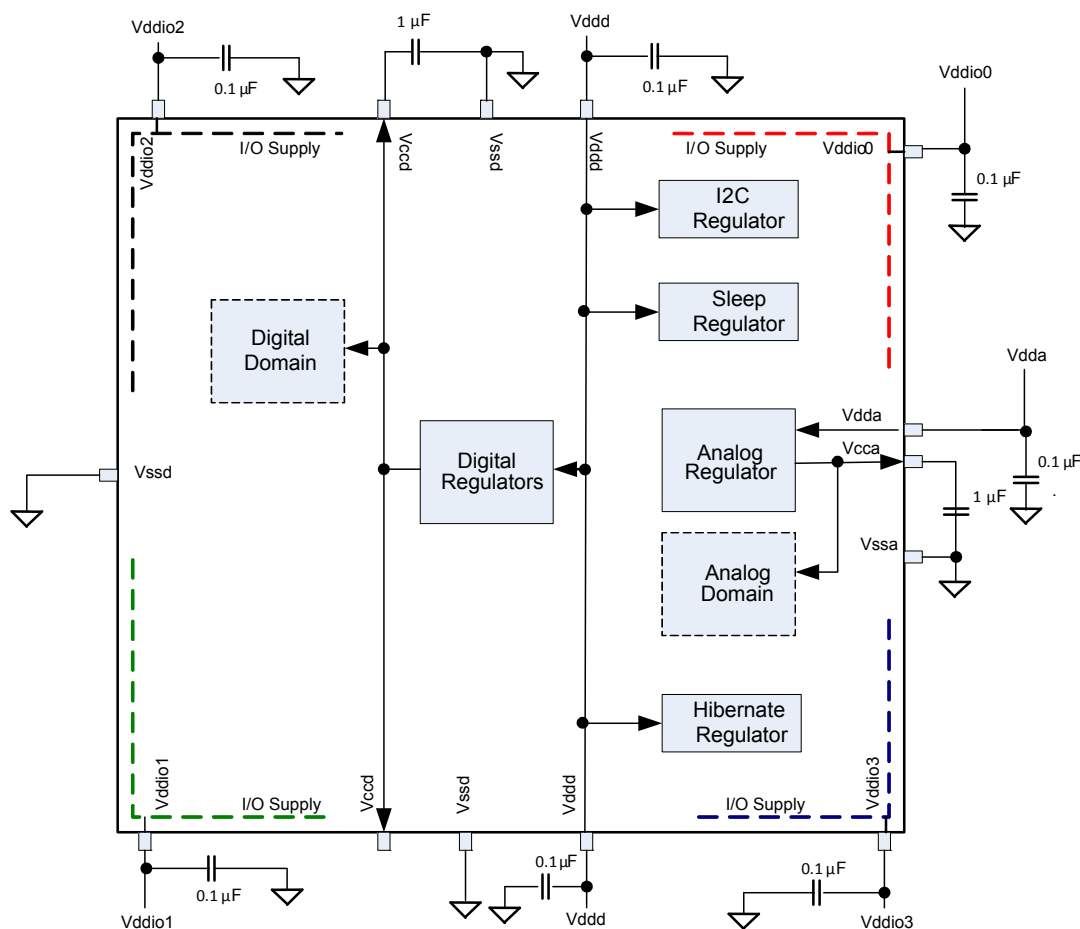 Vddio2
1 µF
Vddd
0.1 µF
0.1 µF
Vddio0
0.1 µF
I/O Supply
Vddio2
Vccd
Vssd
Vddd
I/O Supply
Vddio0
I2C
Regulator
Sleep
Regulator
Digital
Domain
Vdda
Vdda
Vcca
Analog
Regulator
Digital
Regulators
0.1 µF
1 µF
.
Vssd
Vssa
Analog
Domain
Hibernate
Regulator
Vddio1
I/O Supply
Vccd
Vssd
Vddd
I/O Supply
Vddio3
0.1 µF
0.1 µF
0.1 µF
Vddio1
Vddd
Vddio3